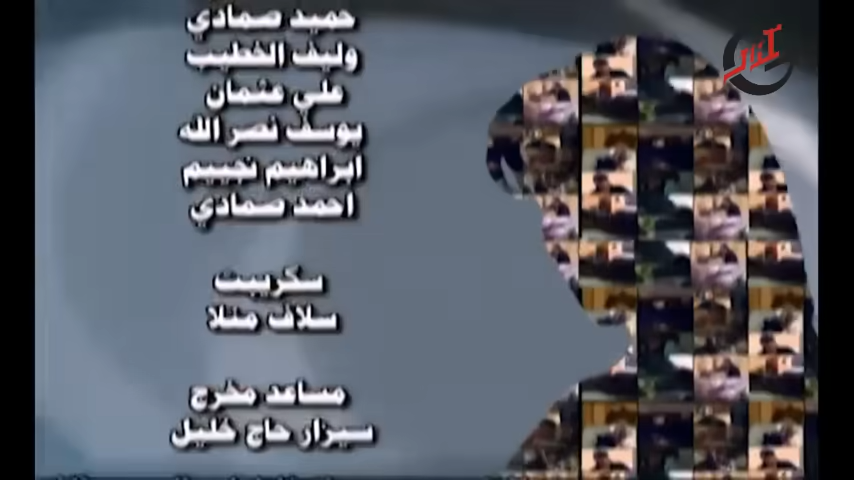 حميد صمادي
وليف الخطيب
علي عثمان
يوسف نصر الله
ابراهيم نجيم
احمد صمادي
سكريبت
سلاف منلا
مساعد مخرج
سيزار حاج خليل